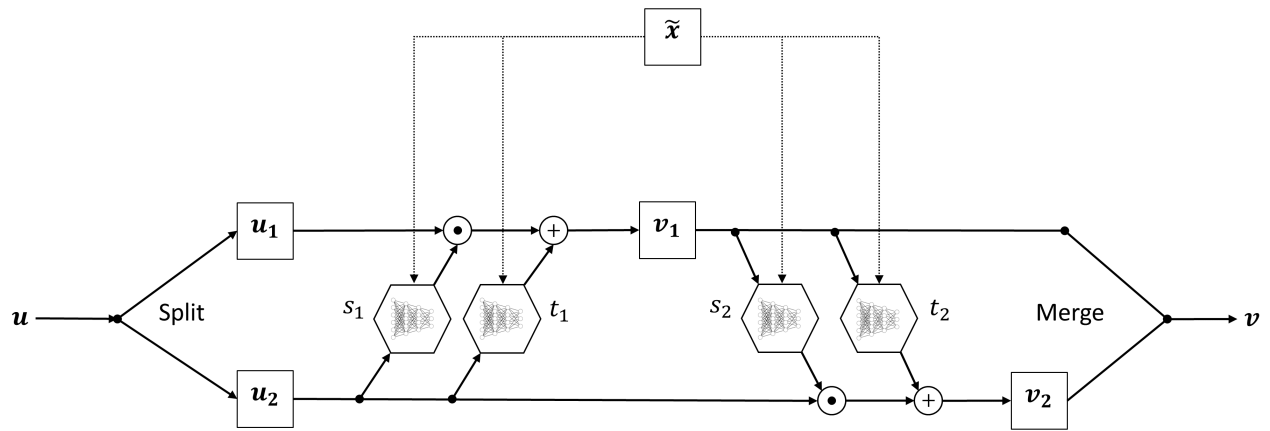 x̃
u₁
v₁
s₁
t₁
s₂
t₂
u
Split
Merge
v
u₂
v₂